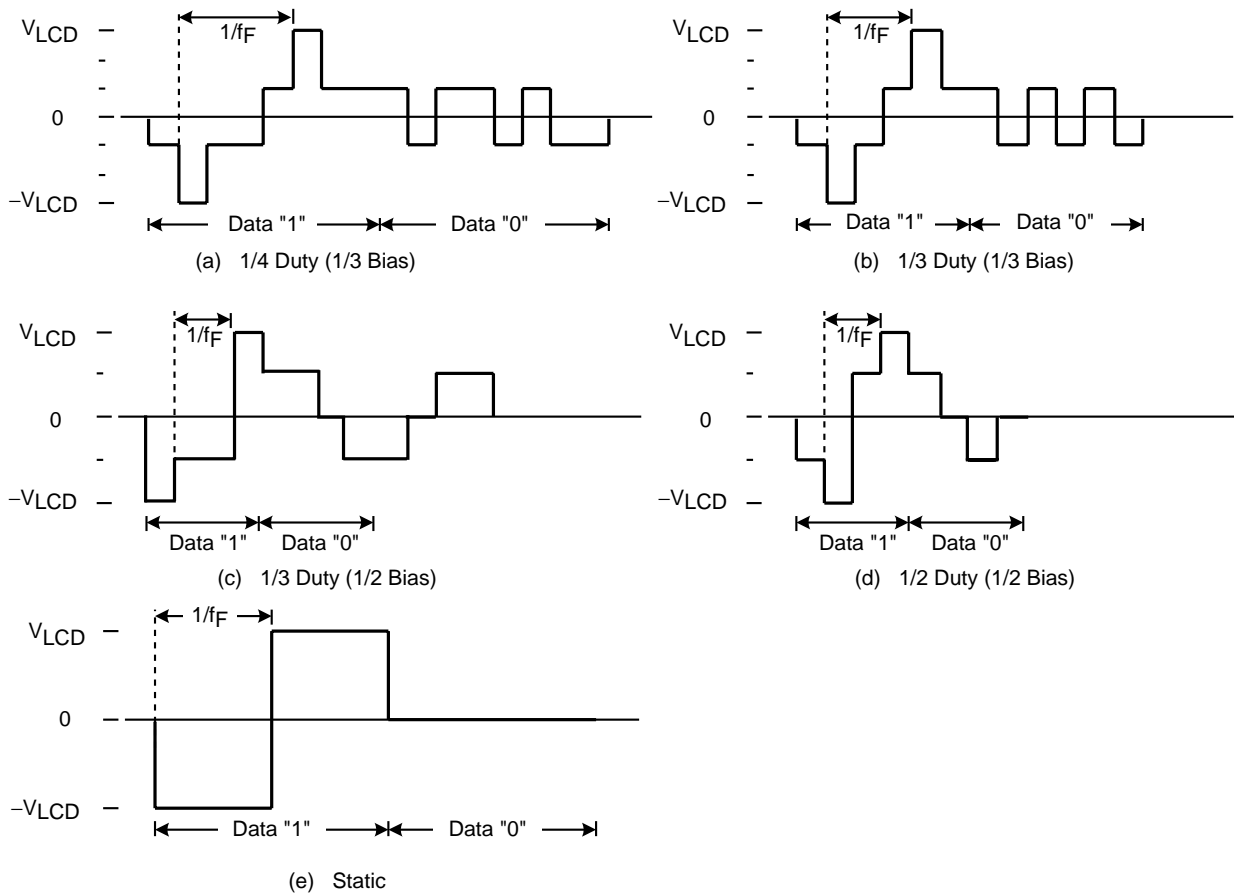 1/fF
VLCD
0
−VLCD
Data "1"
Data "0"
(a) 1/4 Duty (1/3 Bias)
1/fF
VLCD
0
−VLCD
Data "1"
Data "0"
(b) 1/3 Duty (1/3 Bias)
1/fF
VLCD
0
−VLCD
Data "1"
Data "0"
(c) 1/3 Duty (1/2 Bias)
1/fF
VLCD
0
−VLCD
Data "1"
Data "0"
(d) 1/2 Duty (1/2 Bias)
1/fF
VLCD
0
−VLCD
Data "1"
Data "0"
(e) Static